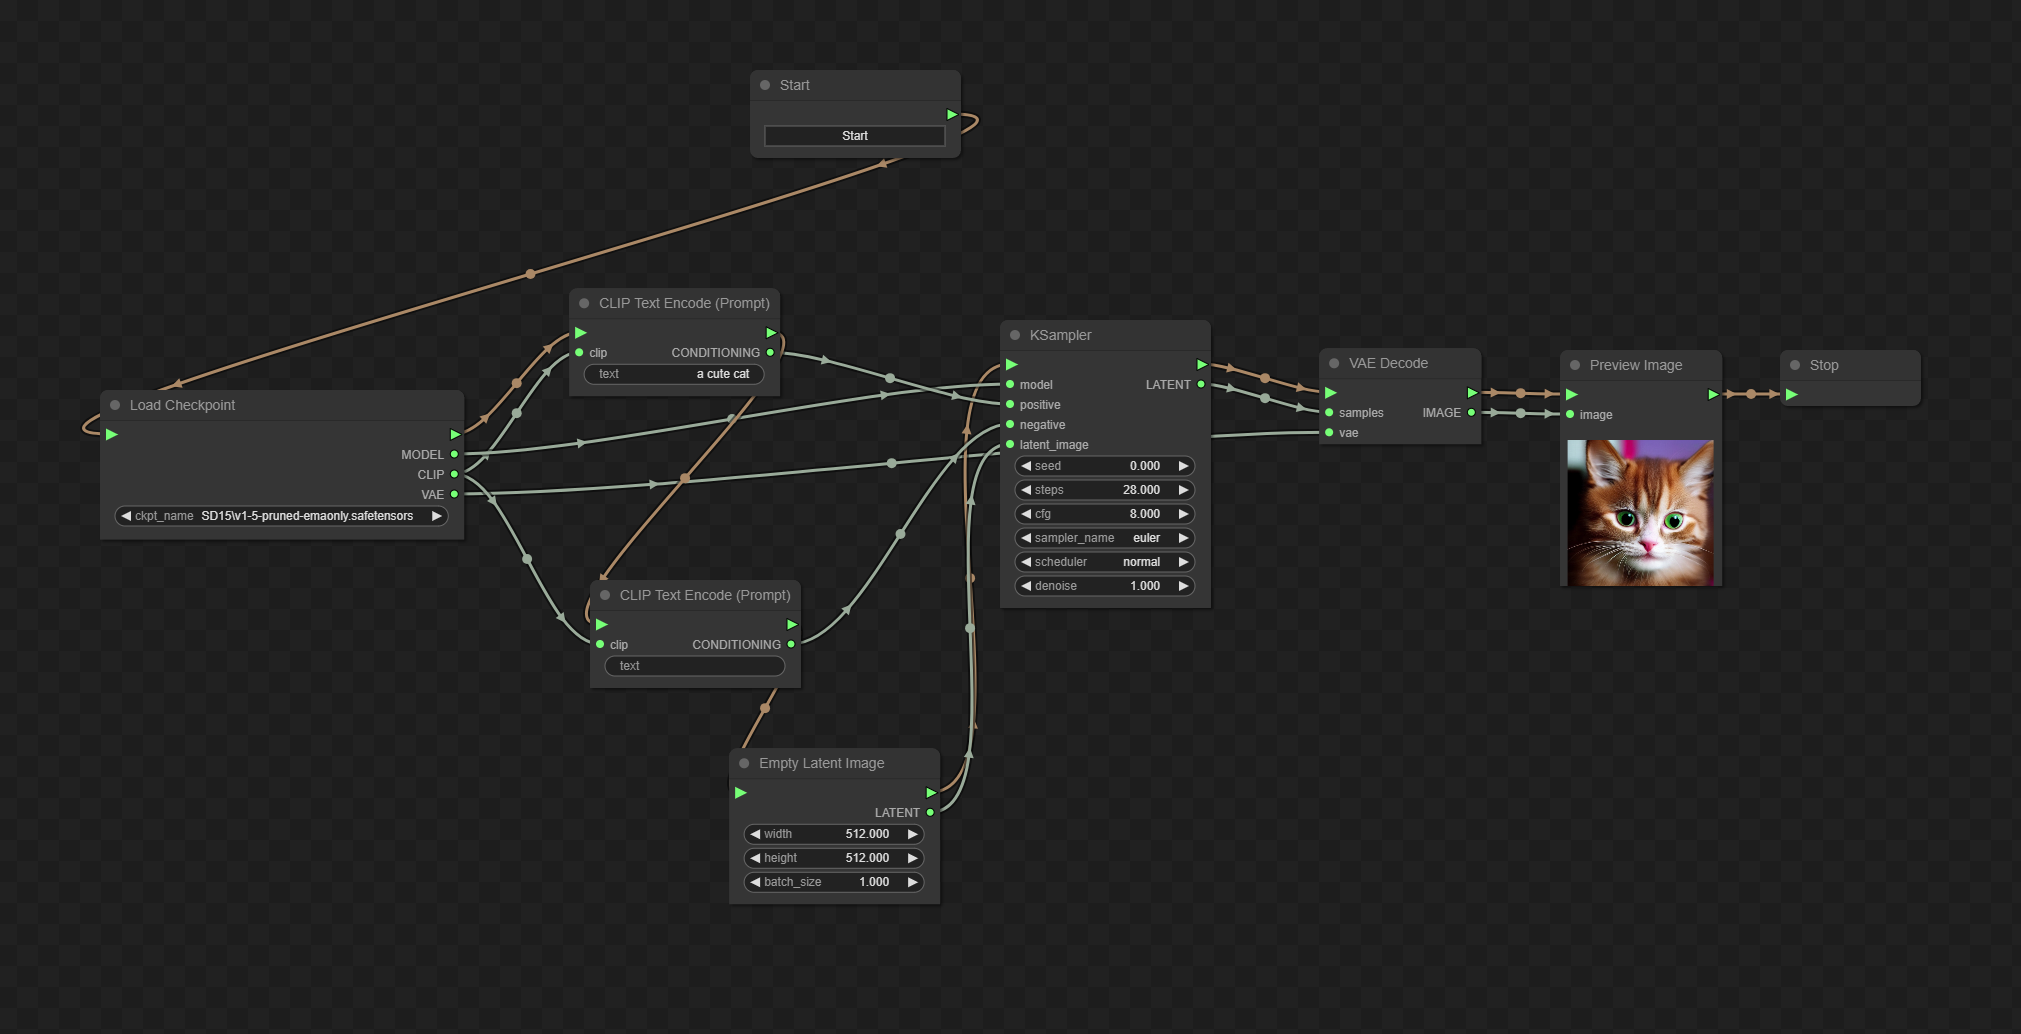 Start
Start
CLIP Text Encode (Prompt)
clip CONDITIONING
text a cute cat
Load Checkpoint
MODEL
CLIP
VAE
ckpt_name SD15\v1-5-pruned-emaonly.safetensors
CLIP Text Encode (Prompt)
clip CONDITIONING
text
Empty Latent Image
LATENT
width 512.000
height 512.000
batch_size 1.000
KSampler
model LATENT
positive
negative
latent_image
seed 0.000
steps 28.000
cfg 8.000
sampler_name euler
scheduler normal
denoise 1.000
VAE Decode
samples IMAGE
vae
Preview Image
image
Stop